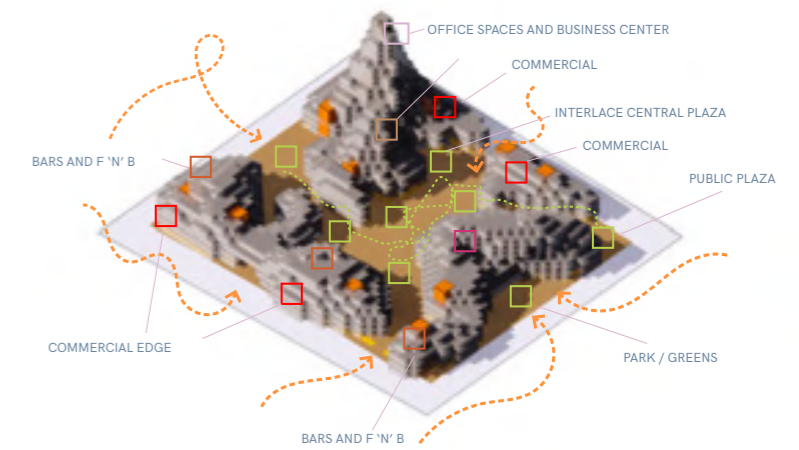 OFFICE SPACES AND BUSINESS CENTER
COMMERCIAL
INTERLACE CENTRAL PLAZA
COMMERCIAL
BARS AND F ‘N’ B
PUBLIC PLAZA
COMMERCIAL EDGE
PARK / GREENS
BARS AND F ‘N’ B